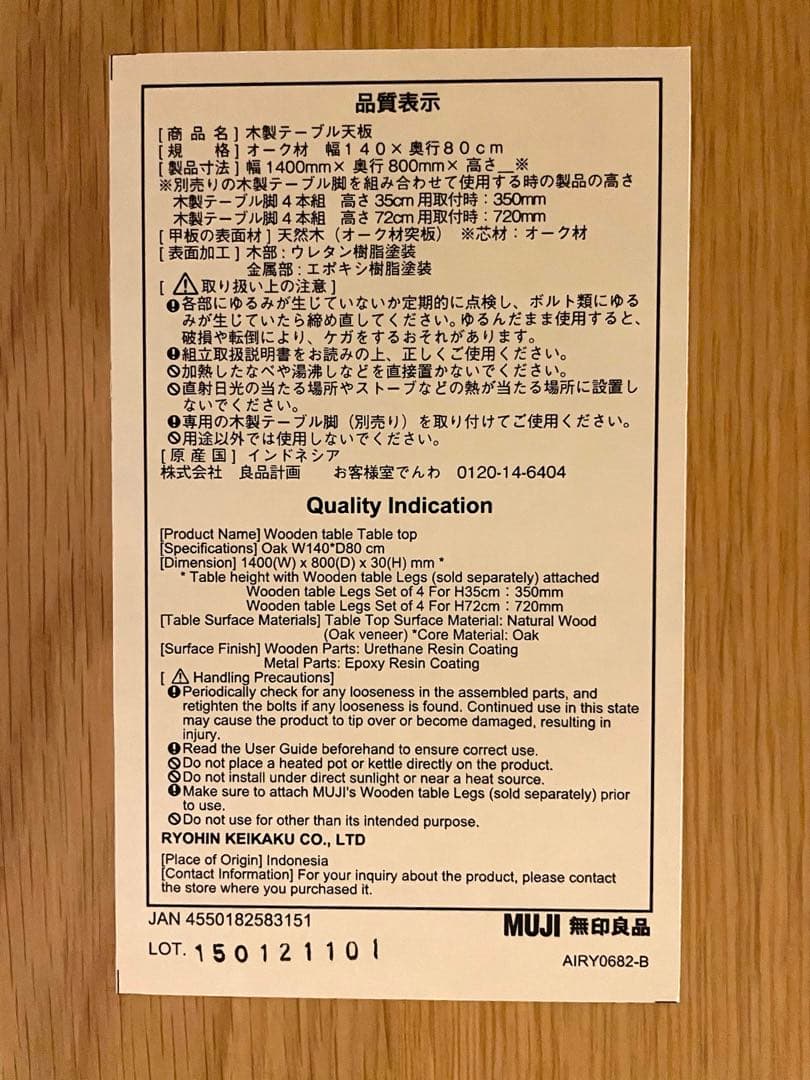 品質表示
[ 商 品 名 ] 木製テーブル天板
[ 規　　格 ] オーク材　幅１４０× 奥行８０ｃｍ
[ 製品寸法 ] 幅 1400mm× 奥行 800mm× 高さ＿※
※別売りの木製テーブル脚を組み合わせて使用する時の製品の高さ
木製テーブル脚４本組　高さ 35cm 用取付時：350mm
木製テーブル脚４本組　高さ 72cm 用取付時：720mm
[ 甲板の表面材 ] 天然木（オーク材突板）　※芯材：オーク材
[ 表面加工 ] 木部：ウレタン樹脂塗装
金属部：エポキシ樹脂塗装
[ ⚠ 取り扱い上の注意 ]
各部にゆるみが生じていないか定期的に点検し、ボルト類にゆる
みが生じていたら締め直してください。ゆるんだまま使用すると、
破損や転倒により、ケガをするおそれがあります。
組立取扱説明書をお読みの上、正しくご使用ください。
加熱したなべや湯沸しなどを直接置かないでください。
直射日光の当たる場所やストーブなどの熱が当たる場所に設置し
ないでください。
専用の木製テーブル脚（別売り）を取り付けてご使用ください。
用途以外では使用しないでください。
[ 原 産 国 ] インドネシア
株式会社　良品計画　　お客様室でんわ　0120-14-6404
Quality Indication
[Product Name] Wooden table Table top
[Specifications] Oak W140*D80 cm
[Dimension] 1400(W) x 800(D) x 30(H) mm *
* Table height with Wooden table Legs (sold separately) attached
Wooden table Legs Set of 4 For H35cm：350mm
Wooden table Legs Set of 4 For H72cm：720mm
[Table Surface Materials] Table Top Surface Material: Natural Wood
(Oak veneer) *Core Material: Oak
[Surface Finish] Wooden Parts: Urethane Resin Coating
Metal Parts: Epoxy Resin Coating
[ ⚠ Handling Precautions]
Periodically check for any looseness in the assembled parts, and
retighten the bolts if any looseness is found. Continued use in this state
may cause the product to tip over or become damaged, resulting in
injury.
Read the User Guide beforehand to ensure correct use.
Do not place a heated pot or kettle directly on the product.
Do not install under direct sunlight or near a heat source.
Make sure to attach MUJI's Wooden table Legs (sold separately) prior
to use.
Do not use for other than its intended purpose.
RYOHIN KEIKAKU CO., LTD
[Place of Origin] Indonesia
[Contact Information] For your inquiry about the product, please contact
the store where you purchased it.
JAN 4550182583151
MUJI 無印良品
LOT. 150121101
AIRY0682-B